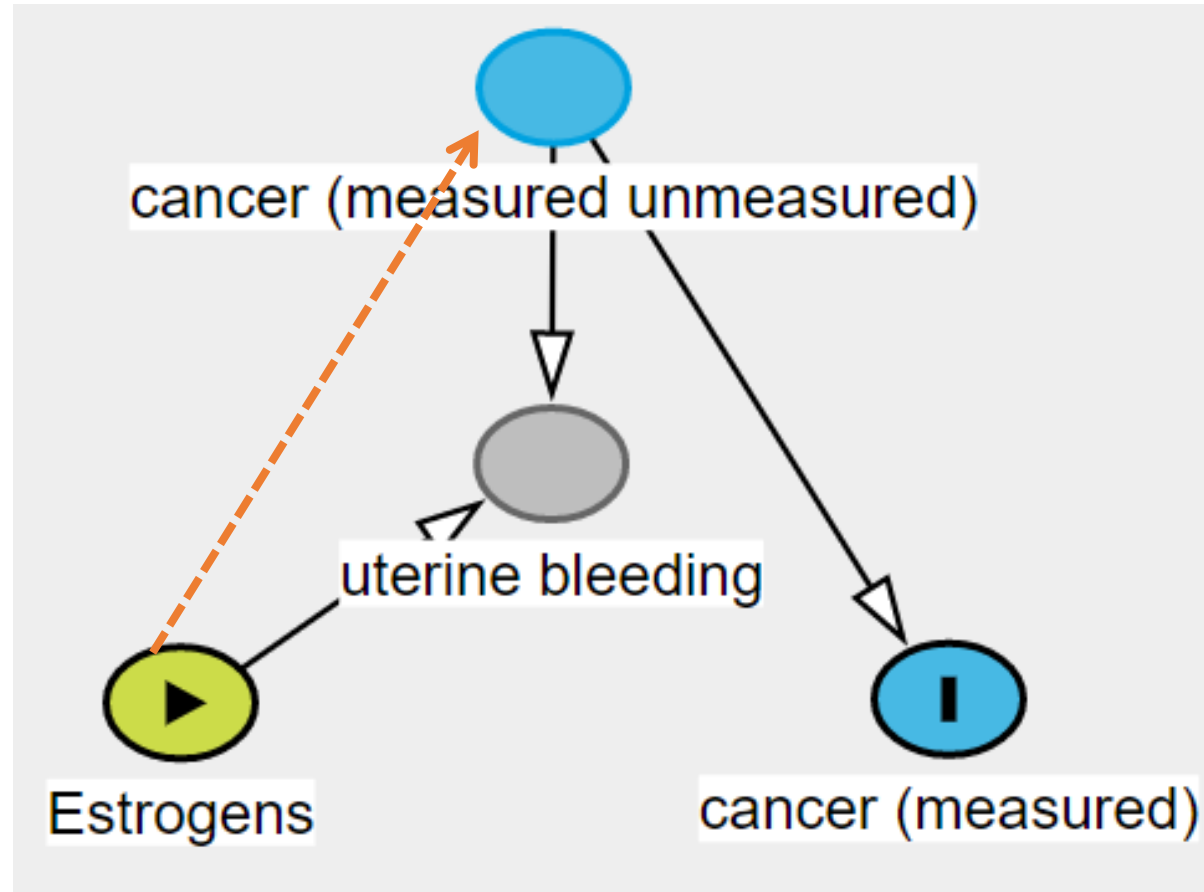 cancer (measured unmeasured)
uterine bleeding
Estrogens
cancer (measured)